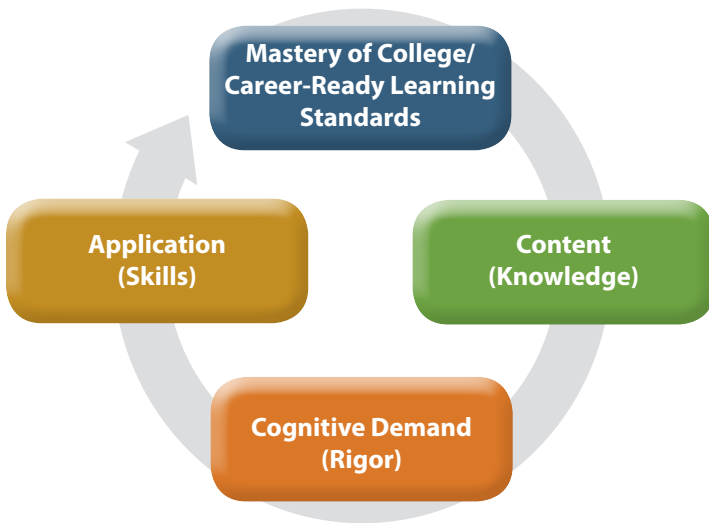 Mastery of College/
Career-Ready Learning
Standards
Application
(Skills)
Content
(Knowledge)
Cognitive Demand
(Rigor)